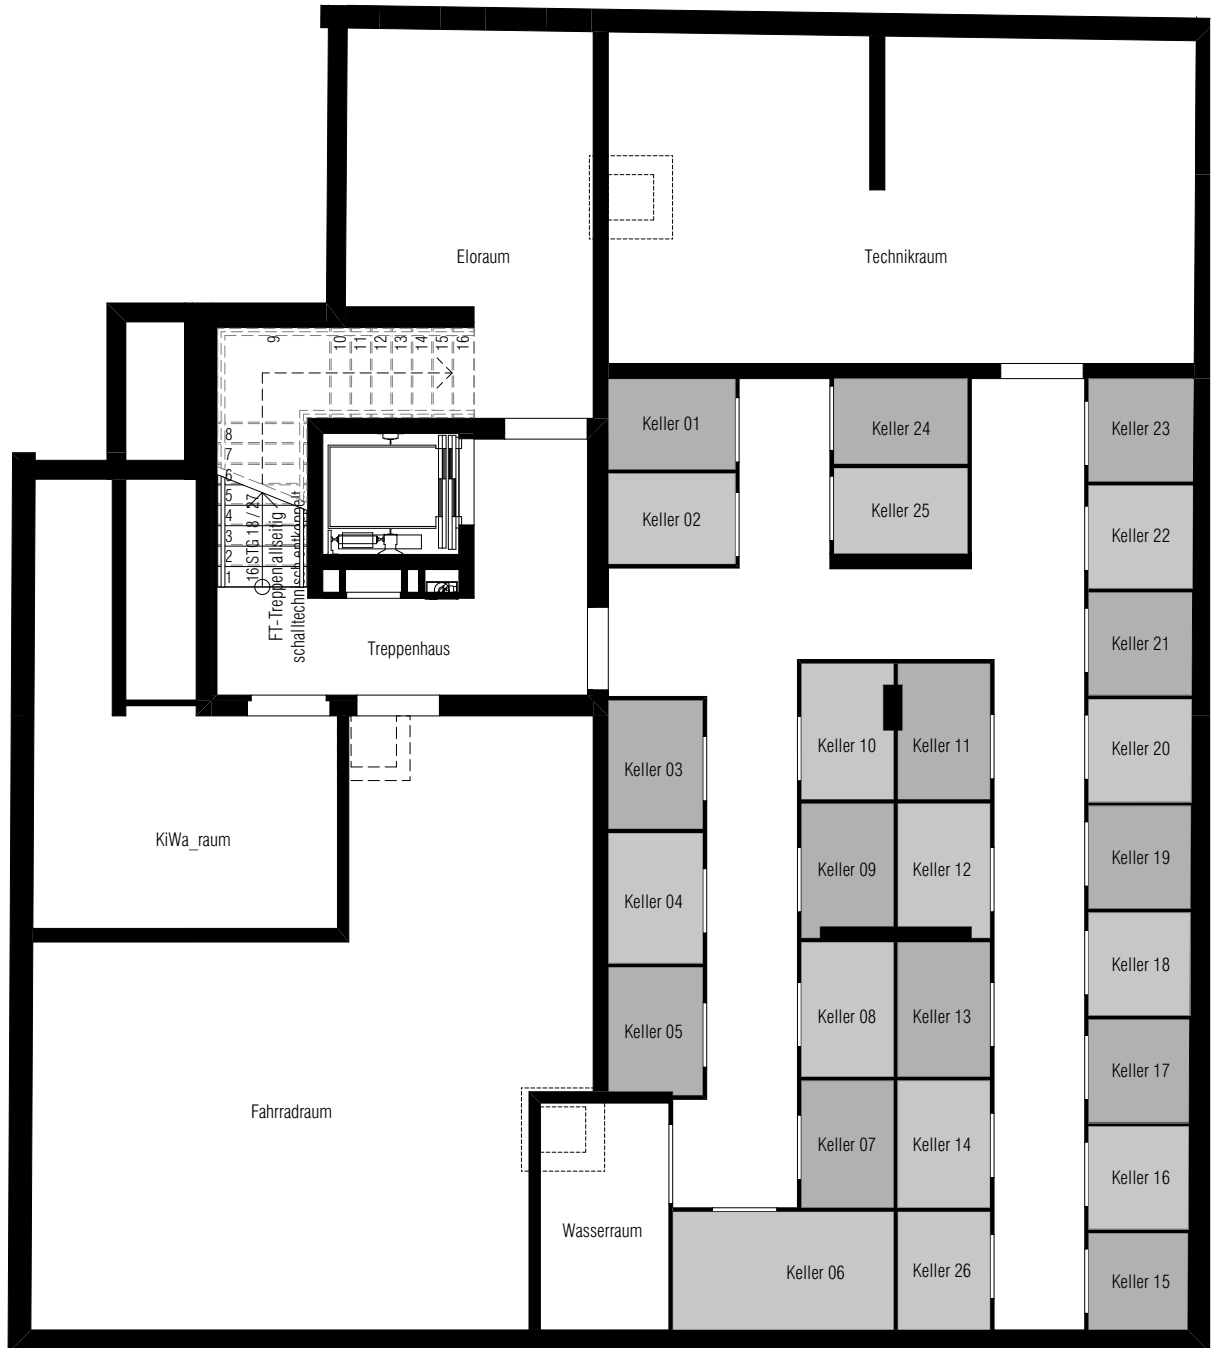 Eloraum
Technikraum
9
10
11
12
13
14
15
16
8
7
6
5
4
3
2
1
16 STG 18 / 27
FT-Treppen allseitig
schalltechnisch entkoppelt
Treppenhaus
Keller 01
Keller 02
Keller 24
Keller 25
Keller 23
Keller 22
Keller 21
Keller 20
Keller 19
Keller 18
Keller 17
Keller 16
Keller 15
Keller 03
Keller 04
Keller 05
Keller 10
Keller 11
Keller 09
Keller 12
Keller 08
Keller 13
Keller 07
Keller 14
Keller 06
Keller 26
KiWa_raum
Fahrradraum
Wasserraum